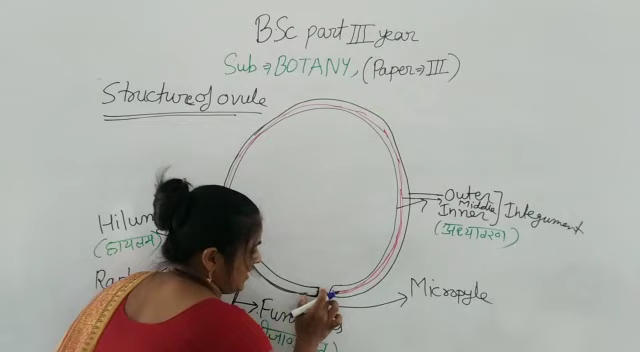 BSc part III year
Sub → BOTANY, (Paper → III)
Structure of ovule
Outer
Middle
Inner
Integument
(अध्यावरण)
Hilum
(हायलम)
Micropyle